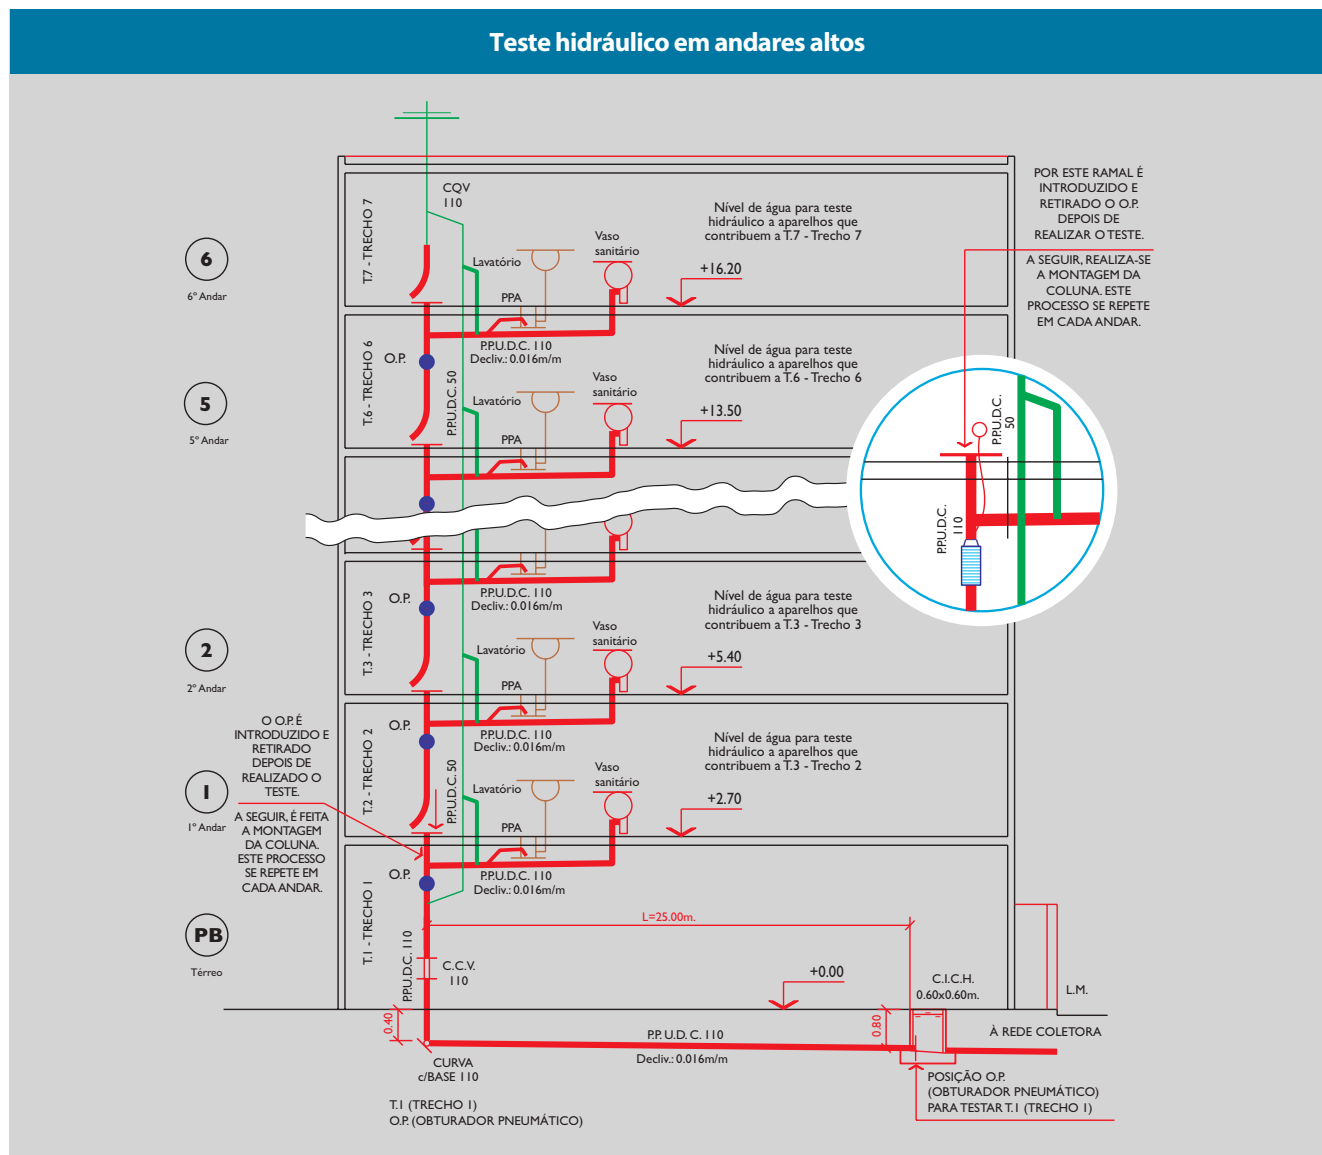 Teste hidráulico em andares altos
CQV
110
T.7 - TRECHO 7
Nível de água para teste
hidráulico a aparelhos que
contribuem a T.7 - Trecho 7
+16.20
Vaso
sanitário
Lavatório
PPA
6
6º Andar
P.P.U.D.C. 110
Decliv.: 0.016m/m
POR ESTE RAMAL É
INTRODUZIDO E
RETIRADO O O.P.
DEPOIS DE
REALIZAR O TESTE.
A SEGUIR, REALIZA-SE
A MONTAGEM DA
COLUNA. ESTE
PROCESSO SE REPETE
EM CADA ANDAR.
T.6 - TRECHO 6
O.P.
P.P.U.D.C. 50
Nível de água para teste
hidráulico a aparelhos que
contribuem a T.6 - Trecho 6
+13.50
Vaso
sanitário
Lavatório
PPA
5
5º Andar
P.P.U.D.C.
50
P.P.U.D.C.
110
P.P.U.D.C. 110
Decliv.: 0.016m/m
T.3 - TRECHO 3
O.P.
Nível de água para teste
hidráulico a aparelhos que
contribuem a T.3 - Trecho 3
+5.40
Vaso
sanitário
Lavatório
PPA
2
2º Andar
P.P.U.D.C. 110
Decliv.: 0.016m/m
O O.P. É
INTRODUZIDO E
RETIRADO
DEPOIS DE
REALIZADO O
TESTE.
A SEGUIR, É FEITA
A MONTAGEM
DA COLUNA.
ESTE PROCESSO
SE REPETE EM
CADA ANDAR.
T.2 - TRECHO 2
O.P.
P.P.U.D.C. 50
Nível de água para teste
hidráulico a aparelhos que
contribuem a T.3 - Trecho 2
+2.70
Vaso
sanitário
Lavatório
PPA
1
1º Andar
P.P.U.D.C. 110
Decliv.: 0.016m/m
T.1 - TRECHO 1
O.P.
P.P.U.D.C. 110
L=25.00m.
PB
Térreo
C.C.V.
110
+0.00
C.I.C.H.
0.60x0.60m.
L.M.
0.40
0.80
P.P. U.D. C. 110
Decliv.: 0.016m/m
À REDE COLETORA
CURVA
c/BASE 110
POSIÇÃO O.P.
(OBTURADOR PNEUMÁTICO)
PARA TESTAR T.1 (TRECHO 1)
T.1 (TRECHO 1)
O.P. (OBTURADOR PNEUMÁTICO)